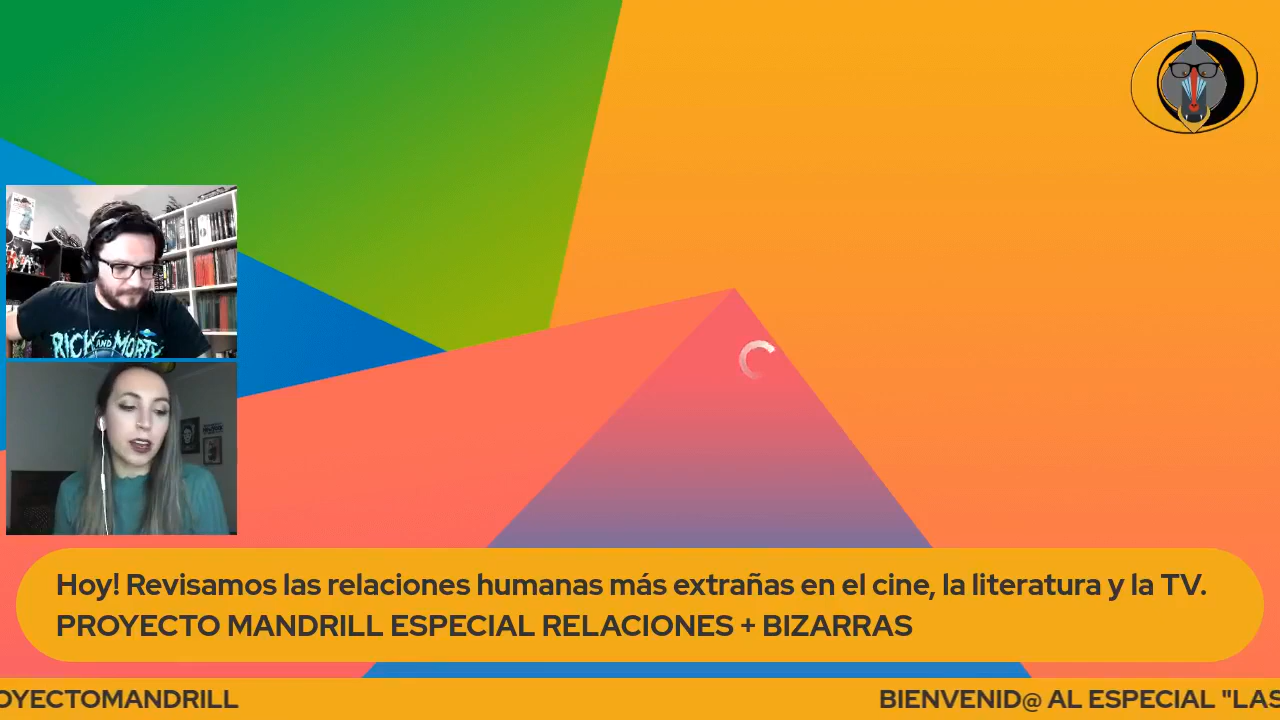 RICK AND MORTY
Hoy! Revisamos las relaciones humanas más extrañas en el cine, la literatura y la TV.
PROYECTO MANDRILL ESPECIAL RELACIONES + BIZARRAS
OYECTOMANDRILL
BIENVENID@ AL ESPECIAL "LAS